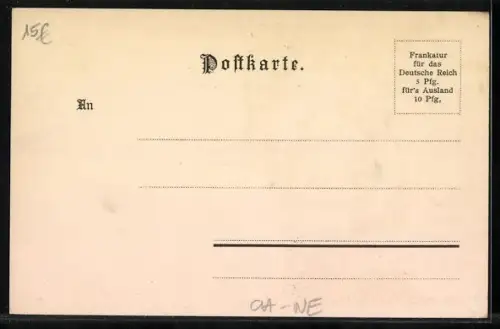 15€
Postkarte.
Frankatur
für das
Deutsche Reich
5 Pfg.
für's Ausland
10 Pfg.
An
OA-NE